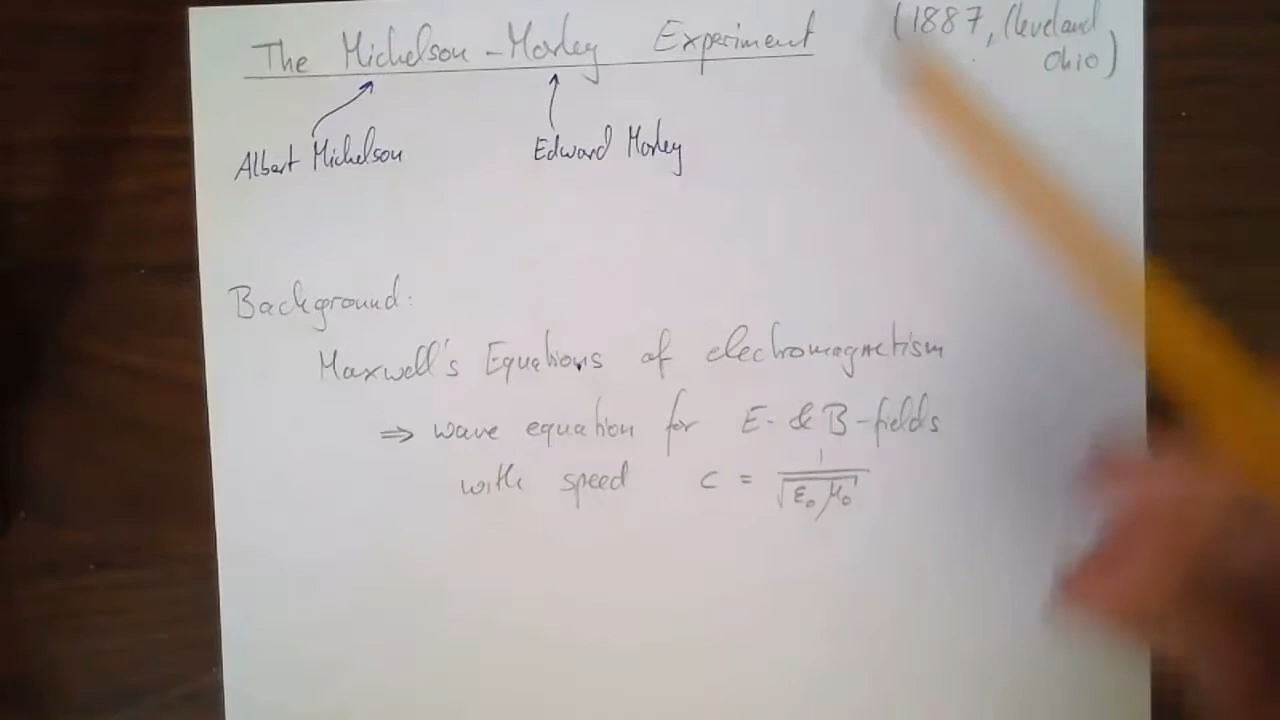 The Michelson-Morley Experiment (1887, Cleveland
Ohio)
Albert Michelson Edward Morley
Background:
Maxwell's Equations of electromagnetism
⇒ wave equation for E- & B-fields
with speed c = 1/√ε₀μ₀